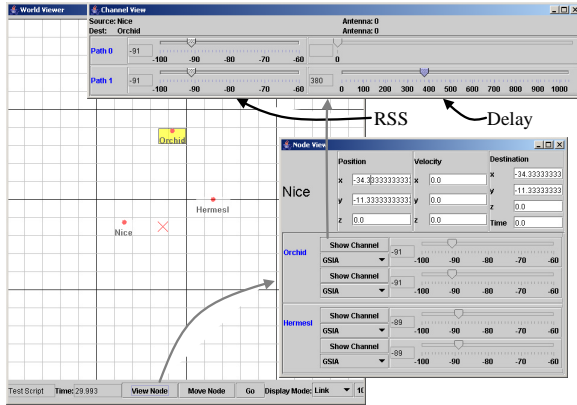 World Viewer
Channel View
Source: Nice Antenna: 0
Dest: Orchid Antenna: 0
Path 0 -91 -100 -90 -80 -70 -60 0
Path 1 -91 -100 -90 -80 -70 -60 380 0 100 200 300 400 500 600 700 800 900 1000
RSS Delay
Orchid
Hermesl
Nice
Node View
Position Velocity Destination
Nice
x -34.3333333333 x 0.0 x -34.33333333
y -11.3333333333 y 0.0 y -11.33333333
z 0.0 z 0.0 z 0.0
Time 0.0
Orchid Show Channel -91
GSIA -100 -90 -80 -70 -60
Show Channel -91
GSIA -100 -90 -80 -70 -60
Hermesl Show Channel -89
GSIA -100 -90 -80 -70 -60
Show Channel -89
GSIA -100 -90 -80 -70 -60
Test Script Time: 29.993 View Node Move Node Go Display Mode: Link